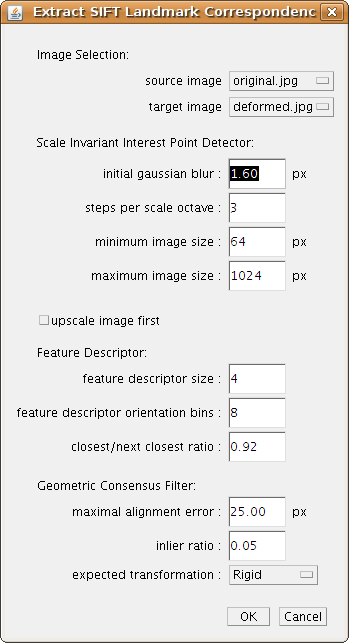 Extract SIFT Landmark Correspondenc
Image Selection:
source image original.jpg
target image deformed.jpg
Scale Invariant Interest Point Detector:
initial gaussian blur : 1.60 px
steps per scale octave : 3
minimum image size : 64 px
maximum image size : 1024 px
upscale image first
Feature Descriptor:
feature descriptor size : 4
feature descriptor orientation bins : 8
closest/next closest ratio : 0.92
Geometric Consensus Filter:
maximal alignment error : 25.00 px
inlier ratio : 0.05
expected transformation : Rigid
OK Cancel